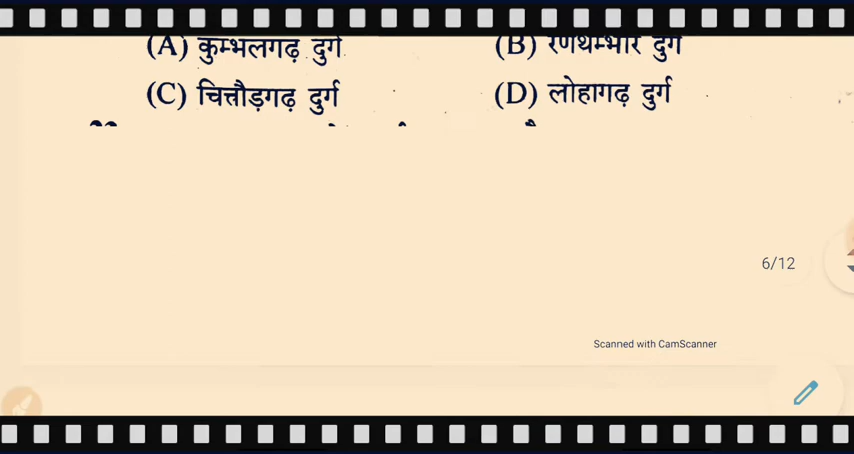 (A) कुम्भलगढ़ दुर्ग (B) रणथम्भौर दुर्ग
(C) चित्तौड़गढ़ दुर्ग (D) लोहागढ़ दुर्ग
6/12
Scanned with CamScanner